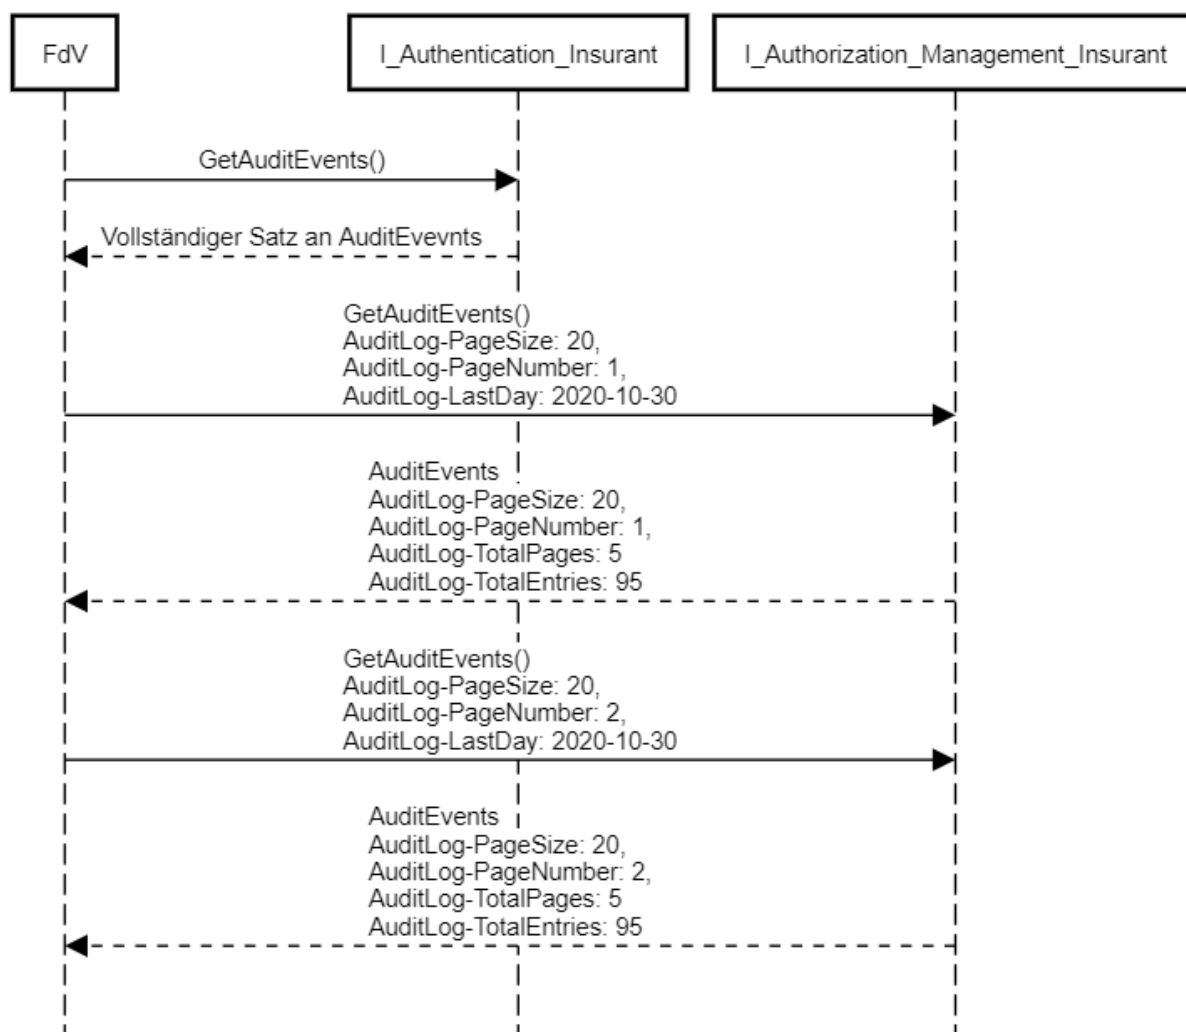 FdV
I_Authentication_Insurant
I_Authorization_Management_Insurant
GetAuditEvents()
Vollständiger Satz an AuditEvevnts
GetAuditEvents()
AuditLog-PageSize: 20,
AuditLog-PageNumber: 1,
AuditLog-LastDay: 2020-10-30
AuditEvents
AuditLog-PageSize: 20,
AuditLog-PageNumber: 1,
AuditLog-TotalPages: 5
AuditLog-TotalEntries: 95
GetAuditEvents()
AuditLog-PageSize: 20,
AuditLog-PageNumber: 2,
AuditLog-LastDay: 2020-10-30
AuditEvents
AuditLog-PageSize: 20,
AuditLog-PageNumber: 2,
AuditLog-TotalPages: 5
AuditLog-TotalEntries: 95